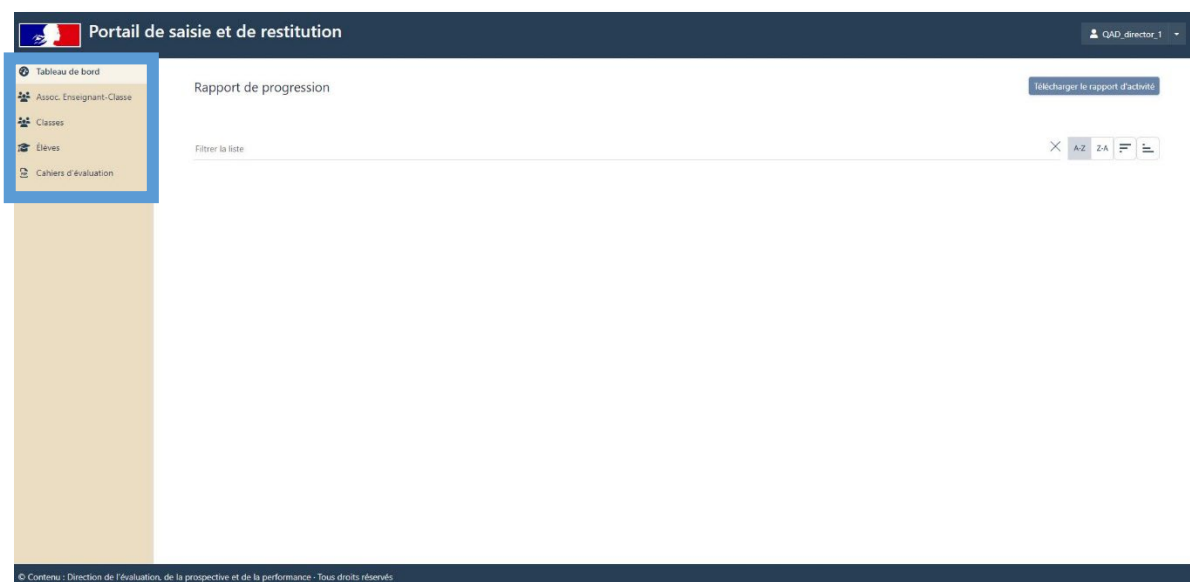 Portail de saisie et de restitution
QAD_director_1
Tableau de bord
Assoc. Enseignant-Classe
Classes
Élèves
Cahiers d'évaluation
Rapport de progression
Télécharger le rapport d'activité
Filtrer la liste
A-Z
Z-A
© Contenu : Direction de l'évaluation, de la prospective et de la performance - Tous droits réservés